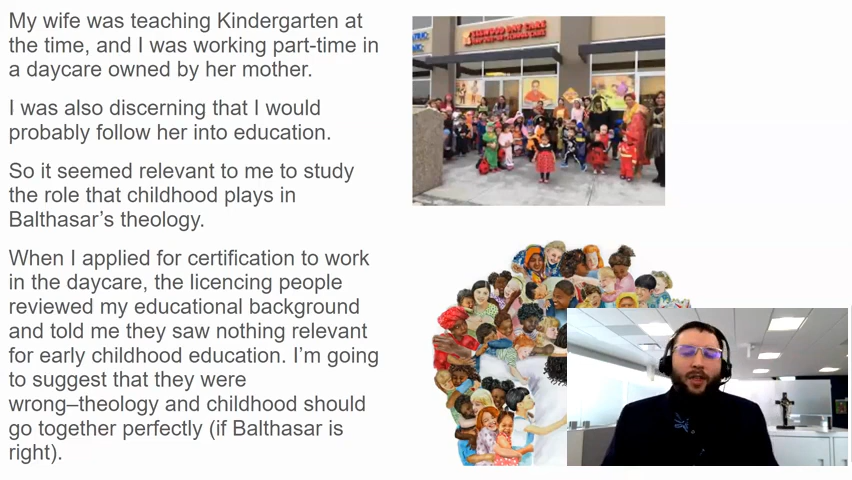 My wife was teaching Kindergarten at
the time, and I was working part-time in
a daycare owned by her mother.
I was also discerning that I would
probably follow her into education.
So it seemed relevant to me to study
the role that childhood plays in
Balthasar’s theology.
When I applied for certification to work
in the daycare, the licencing people
reviewed my educational background
and told me they saw nothing relevant
for early childhood education. I’m going
to suggest that they were
wrong–theology and childhood should
go together perfectly (if Balthasar is
right).
DAY CARE